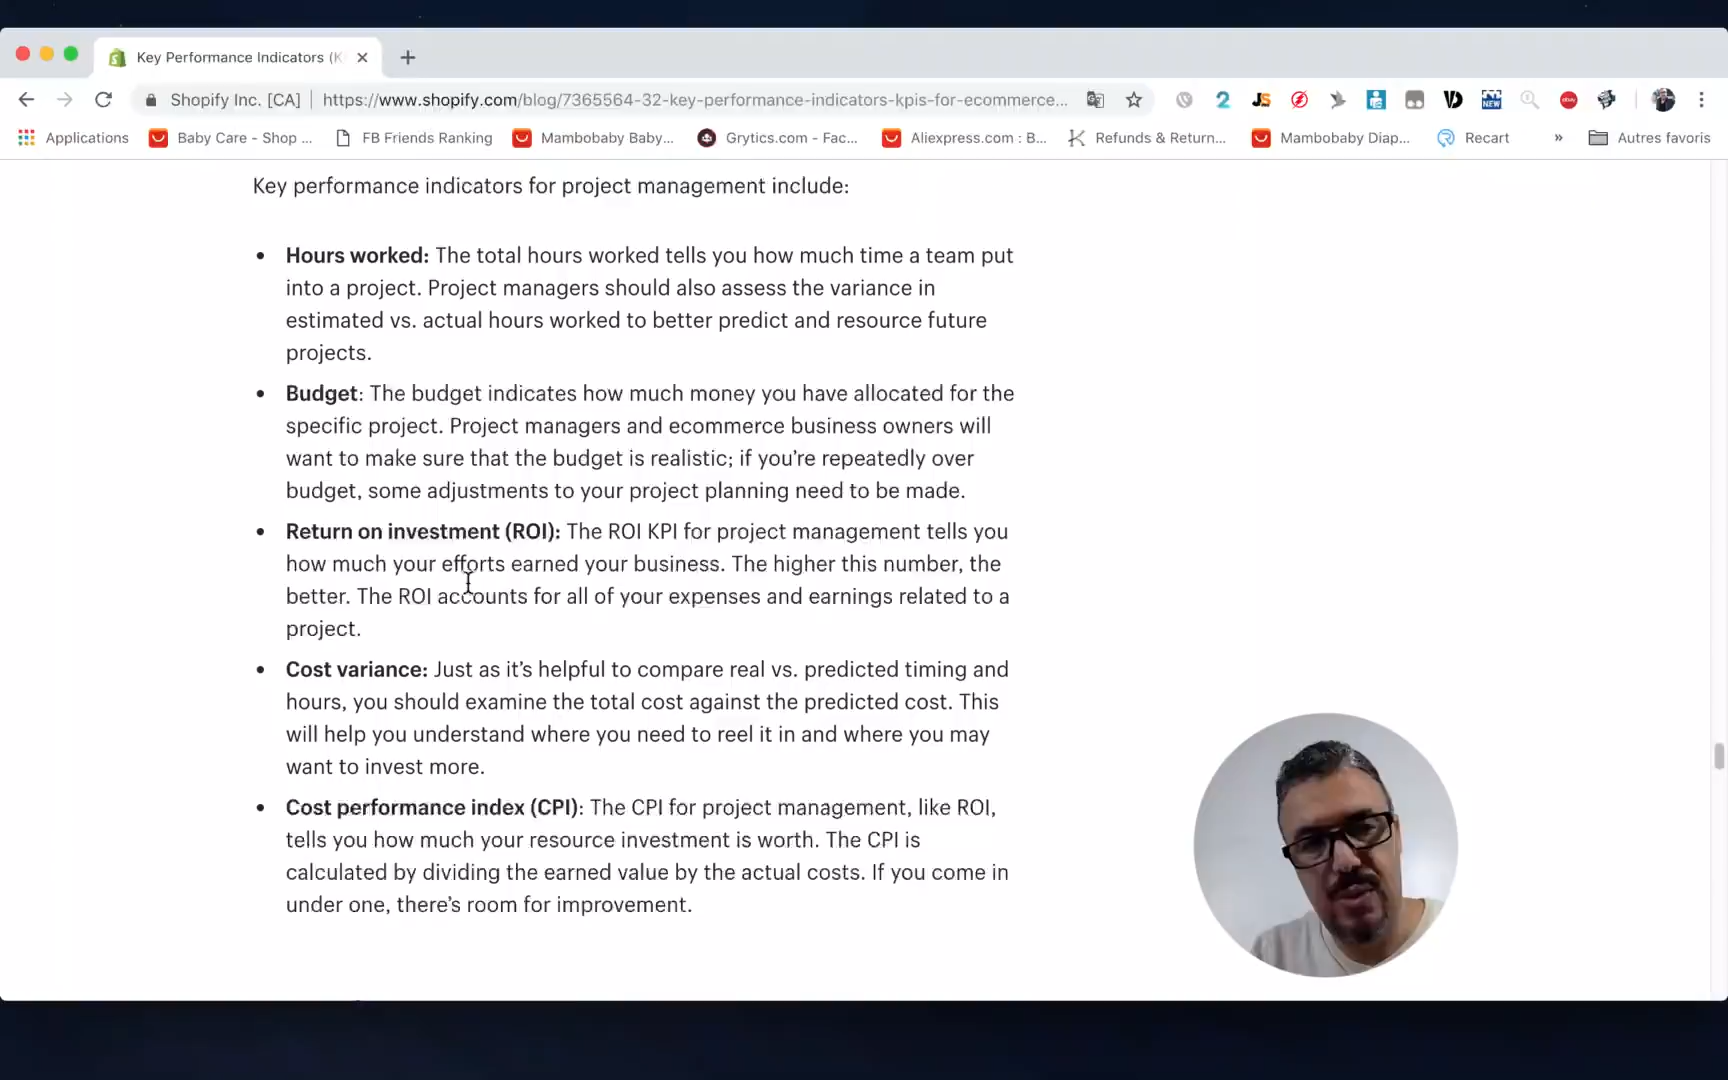 Key Performance Indicators (K
Shopify Inc. [CA] | https://www.shopify.com/blog/7365564-32-key-performance-indicators-kpis-for-ecommerce...
Applications Baby Care - Shop ... FB Friends Ranking Mambobaby Baby... Grytics.com - Fac... Aliexpress.com : B... Refunds & Return... Mambobaby Diap... Recart » Autres favoris
Key performance indicators for project management include:
• Hours worked: The total hours worked tells you how much time a team put
into a project. Project managers should also assess the variance in
estimated vs. actual hours worked to better predict and resource future
projects.
• Budget: The budget indicates how much money you have allocated for the
specific project. Project managers and ecommerce business owners will
want to make sure that the budget is realistic; if you’re repeatedly over
budget, some adjustments to your project planning need to be made.
• Return on investment (ROI): The ROI KPI for project management tells you
how much your efforts earned your business. The higher this number, the
better. The ROI accounts for all of your expenses and earnings related to a
project.
• Cost variance: Just as it’s helpful to compare real vs. predicted timing and
hours, you should examine the total cost against the predicted cost. This
will help you understand where you need to reel it in and where you may
want to invest more.
• Cost performance index (CPI): The CPI for project management, like ROI,
tells you how much your resource investment is worth. The CPI is
calculated by dividing the earned value by the actual costs. If you come in
under one, there’s room for improvement.